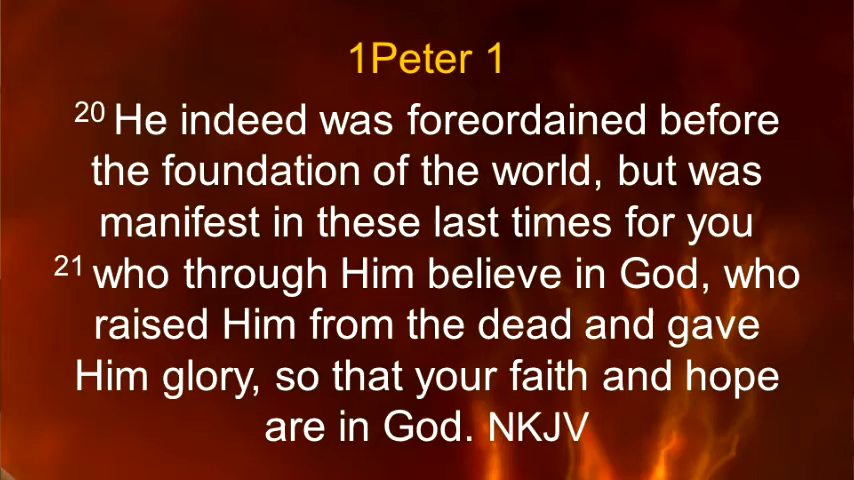 1Peter 1
20 He indeed was foreordained before
the foundation of the world, but was
manifest in these last times for you
21 who through Him believe in God, who
raised Him from the dead and gave
Him glory, so that your faith and hope
are in God. NKJV